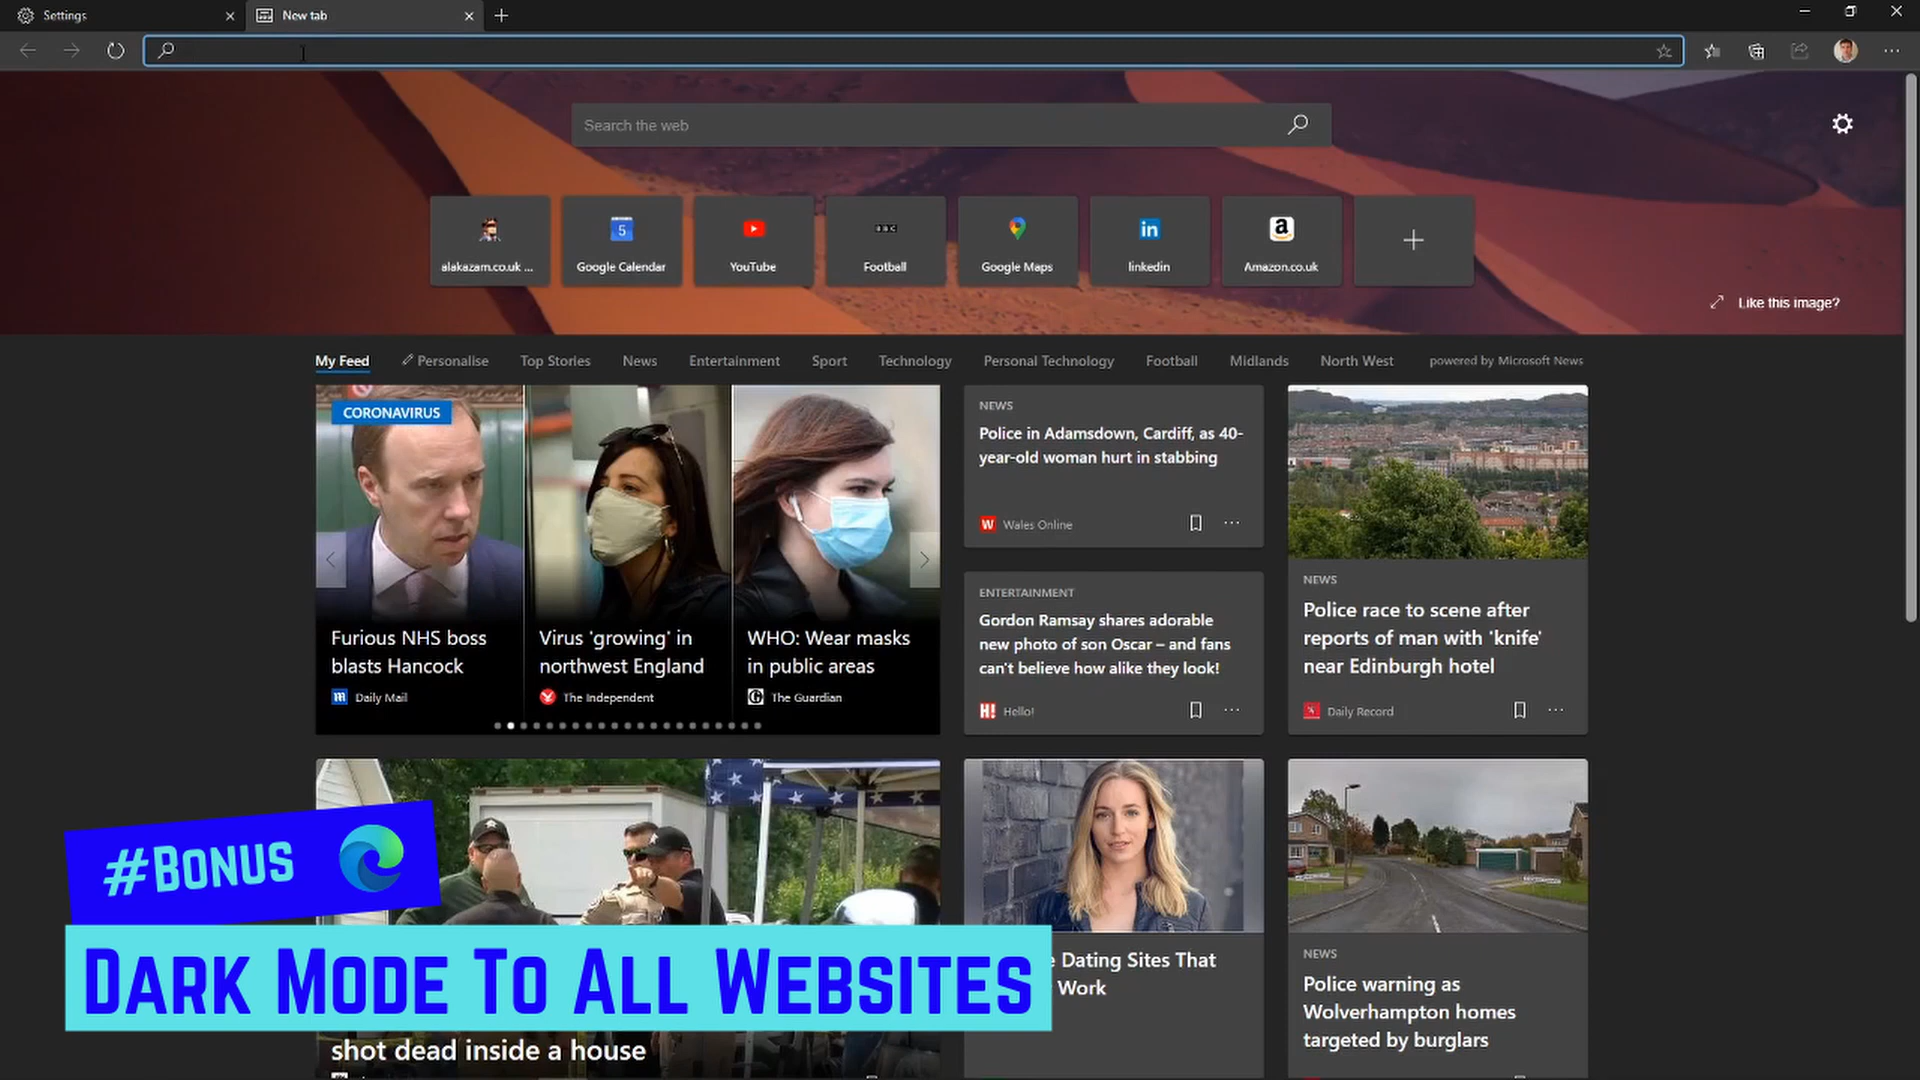 Settings
New tab
Search the web
alakazam.co.uk ...
5
Google Calendar
YouTube
BBC
Football
Google Maps
in
linkedin
a
Amazon.co.uk
Like this image?
My Feed
Personalise
Top Stories
News
Entertainment
Sport
Technology
Personal Technology
Football
Midlands
North West
powered by Microsoft News
CORONAVIRUS
Furious NHS boss
blasts Hancock
Daily Mail
Virus 'growing' in
northwest England
The Independent
WHO: Wear masks
in public areas
The Guardian
NEWS
Police in Adamsdown, Cardiff, as 40-
year-old woman hurt in stabbing
W Wales Online
ENTERTAINMENT
Gordon Ramsay shares adorable
new photo of son Oscar – and fans
can't believe how alike they look!
H! Hello!
NEWS
Police race to scene after
reports of man with 'knife'
near Edinburgh hotel
Daily Record
#Bonus
Dark Mode To All Websites
shot dead inside a house
e Dating Sites That
Work
NEWS
Police warning as
Wolverhampton homes
targeted by burglars